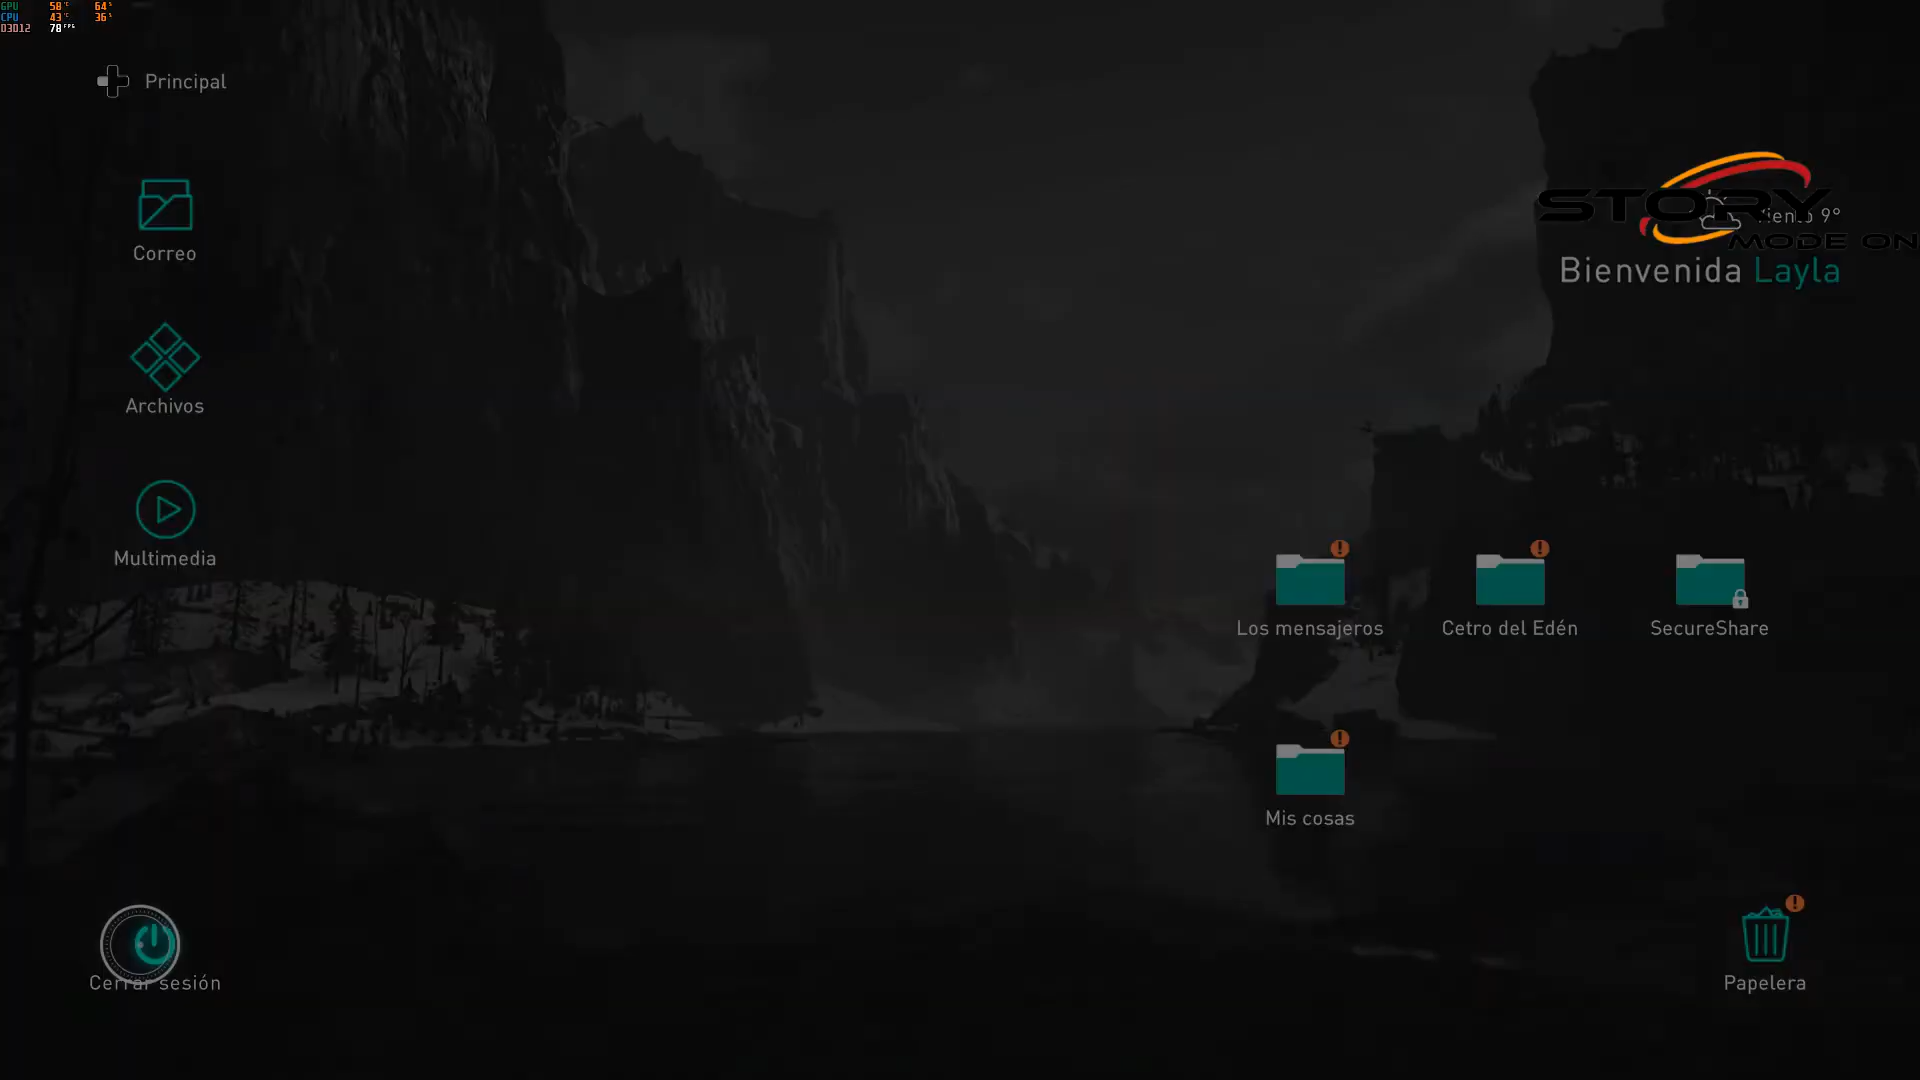 GPU 58°C 64%
CPU 43°C 36%
D3D12 78 FPS
Principal
Correo
Archivos
Multimedia
STORY
MODE ON
9°
Bienvenida Layla
Los mensajeros
Cetro del Edén
SecureShare
Mis cosas
Cerrar sesión
Papelera